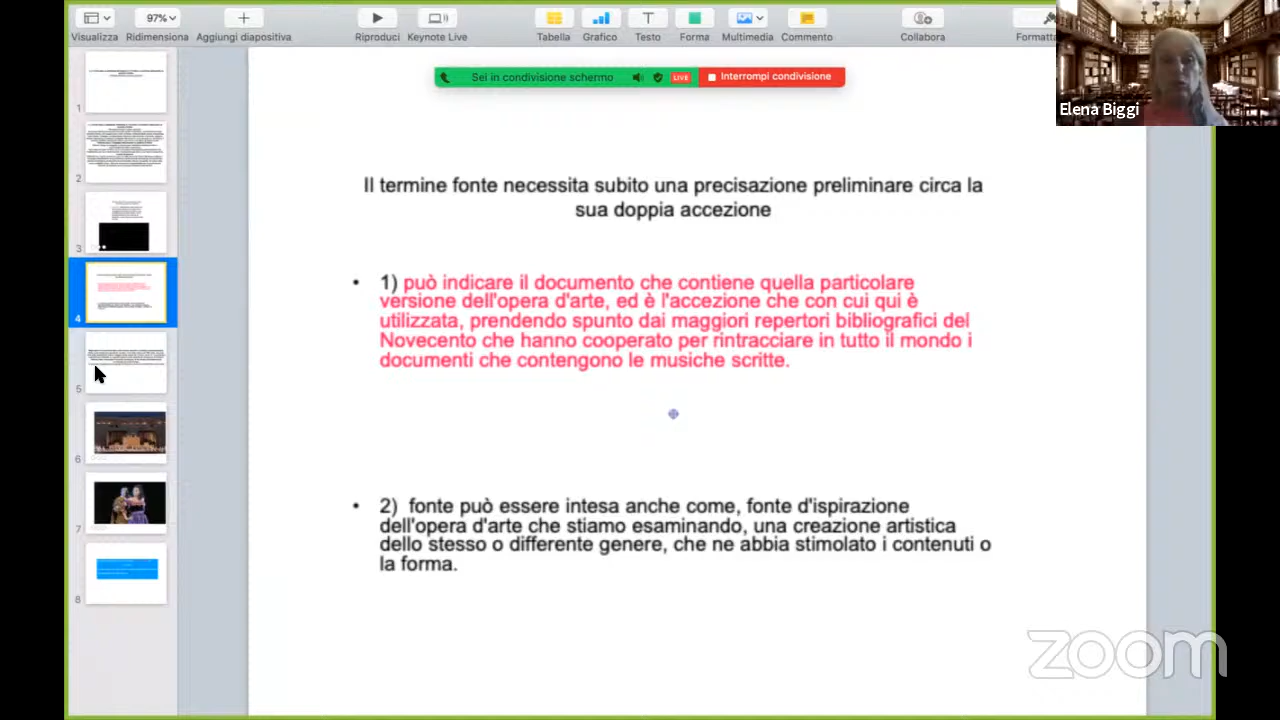 97%
Visualizza
Ridimensiona
Aggiungi diapositiva
Riproduci
Keynote Live
Tabella
Grafico
Testo
Forma
Multimedia
Commento
Collabora
Formatta
Sei in condivisione schermo
LIVE
Interrompi condivisione
Elena Biggi
1
2
3
4
5
6
7
8
Il termine fonte necessita subito una precisazione preliminare circa la
sua doppia accezione
• 1) può indicare il documento che contiene quella particolare
versione dell'opera d'arte, ed è l'accezione che con cui qui è
utilizzata, prendendo spunto dai maggiori repertori bibliografici del
Novecento che hanno cooperato per rintracciare in tutto il mondo i
documenti che contengono le musiche scritte.
• 2) fonte può essere intesa anche come, fonte d'ispirazione
dell'opera d'arte che stiamo esaminando, una creazione artistica
dello stesso o differente genere, che ne abbia stimolato i contenuti o
la forma.
zoom